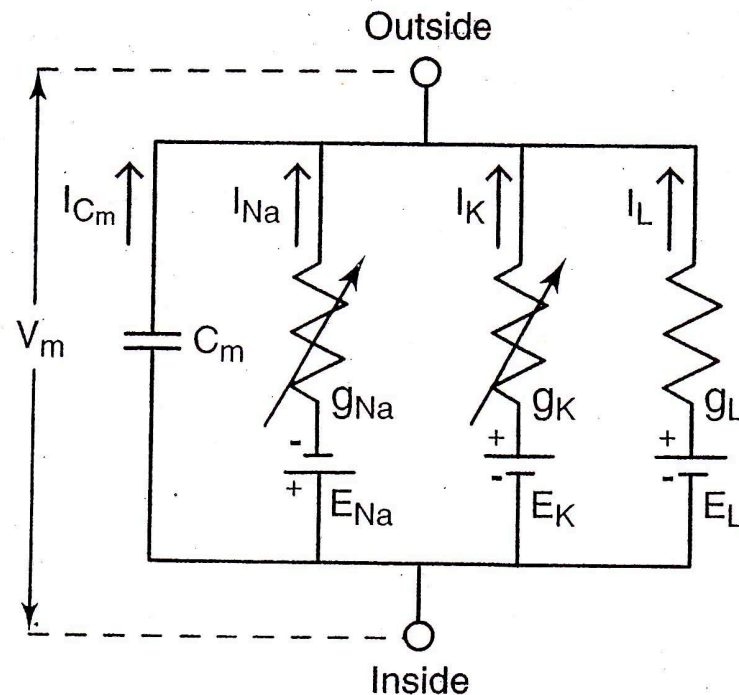 Outside
I_Cm I_Na I_K I_L
V_m C_m
g_Na g_K g_L
- + +
+ - -
E_Na E_K E_L
Inside